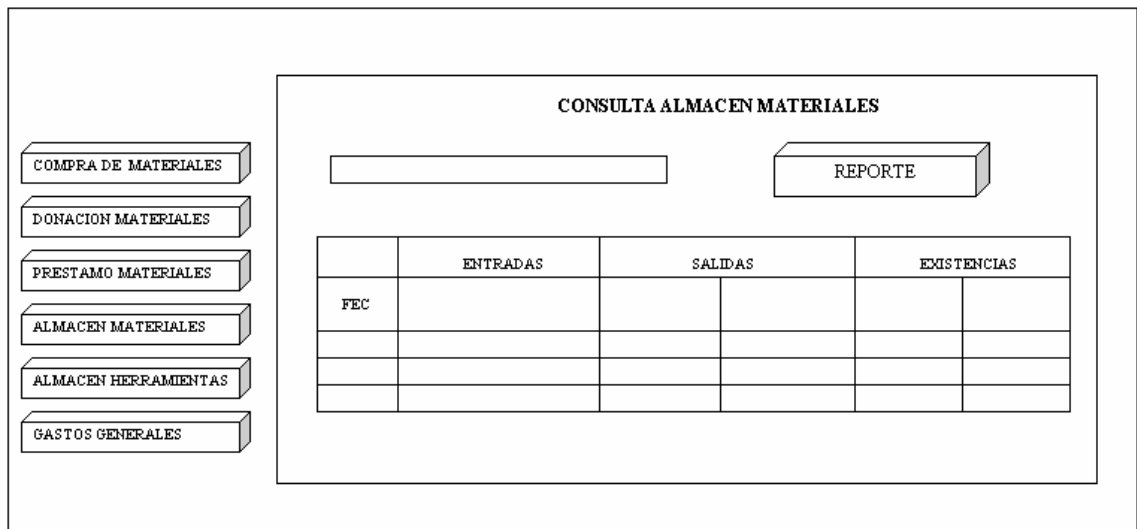 CONSULTA ALMACEN MATERIALES
COMPRA DE MATERIALES
DONACION MATERIALES
PRESTAMO MATERIALES
ALMACEN MATERIALES
ALMACEN HERRAMIENTAS
GASTOS GENERALES
REPORTE
ENTRADAS SALIDAS EXISTENCIAS
FEC